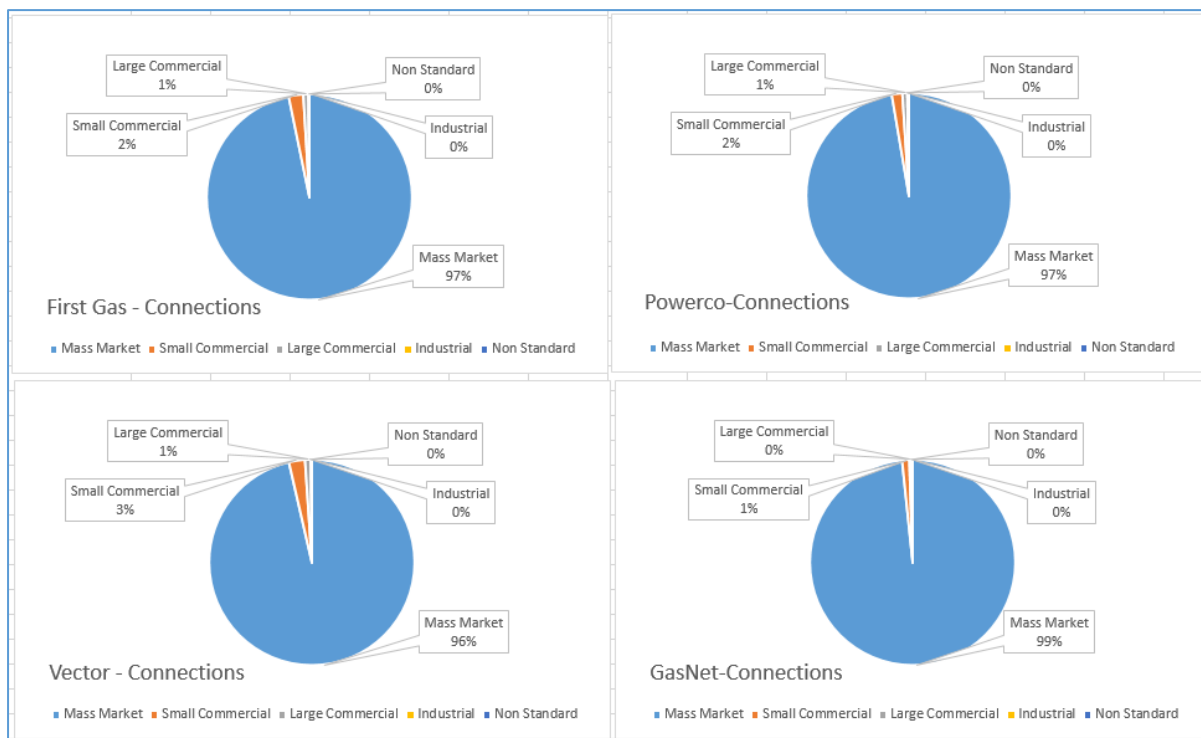 Large Commercial
1%
Non Standard
0%
Small Commercial
2%
Industrial
0%
Mass Market
97%
First Gas - Connections
Mass Market Small Commercial Large Commercial Industrial Non Standard
Large Commercial
1%
Non Standard
0%
Small Commercial
2%
Industrial
0%
Mass Market
97%
Powerco-Connections
Mass Market Small Commercial Large Commercial Industrial Non Standard
Large Commercial
1%
Non Standard
0%
Small Commercial
3%
Industrial
0%
Mass Market
96%
Vector - Connections
Mass Market Small Commercial Large Commercial Industrial Non Standard
Large Commercial
0%
Non Standard
0%
Small Commercial
1%
Industrial
0%
Mass Market
99%
GasNet-Connections
Mass Market Small Commercial Large Commercial Industrial Non Standard